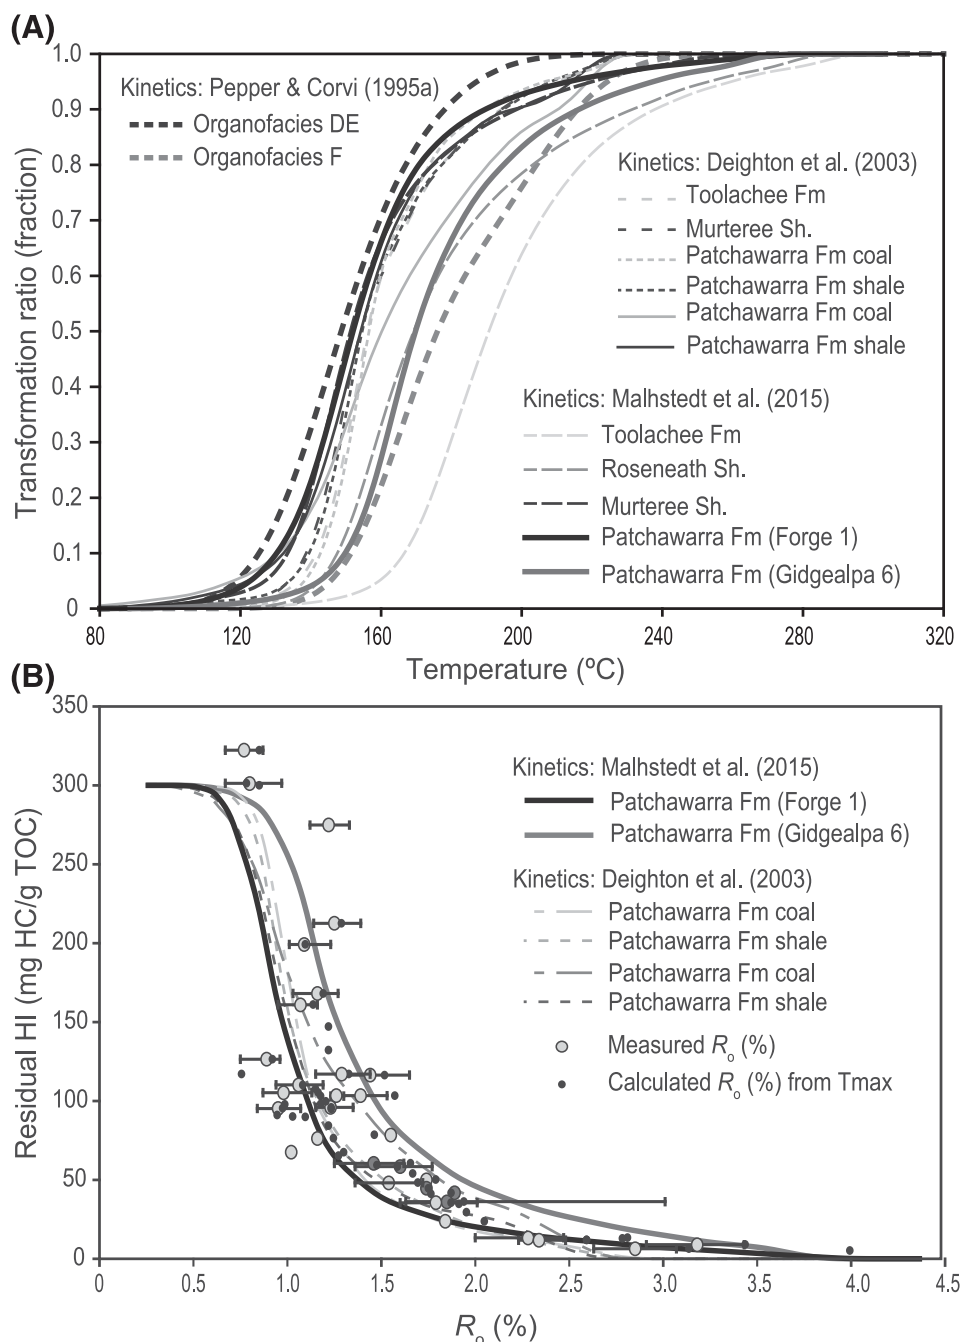 (A)
Transformation ratio (fraction)
1.0
0.9
0.8
0.7
0.6
0.5
0.4
0.3
0.2
0.1
0
Kinetics: Pepper & Corvi (1995a)
Organofacies DE
Organofacies F
Kinetics: Deighton et al. (2003)
Toolachee Fm
Murteree Sh.
Patchawarra Fm coal
Patchawarra Fm shale
Patchawarra Fm coal
Patchawarra Fm shale
Kinetics: Malhstedt et al. (2015)
Toolachee Fm
Roseneath Sh.
Murteree Sh.
Patchawarra Fm (Forge 1)
Patchawarra Fm (Gidgealpa 6)
80 120 160 200 240 280 320
Temperature (ºC)
(B)
Residual HI (mg HC/g TOC)
350
300
250
200
150
100
50
0
Kinetics: Malhstedt et al. (2015)
Patchawarra Fm (Forge 1)
Patchawarra Fm (Gidgealpa 6)
Kinetics: Deighton et al. (2003)
Patchawarra Fm coal
Patchawarra Fm shale
Patchawarra Fm coal
Patchawarra Fm shale
Measured Ro (%)
Calculated Ro (%) from Tmax
0.0 1.0 1.5 2.0 2.5 3.0 3.5 4.0 4.5
Ro (%)